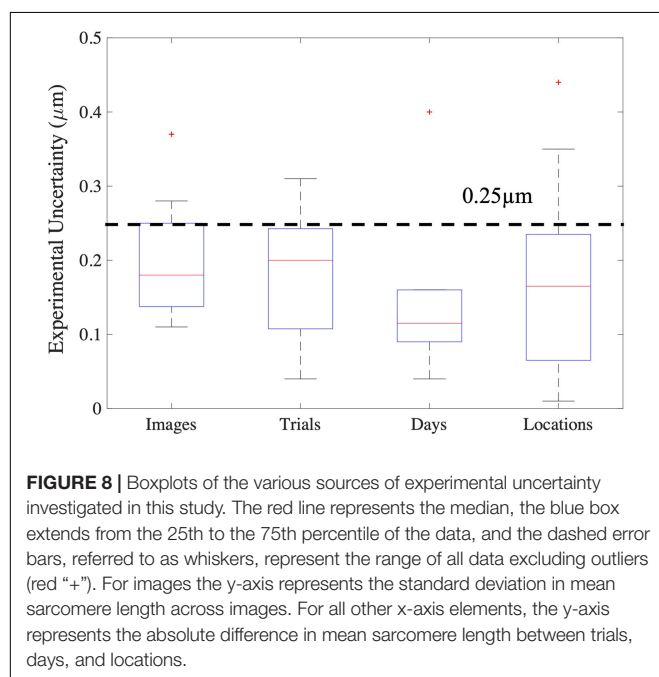 0.5
0.4
0.3
0.2
0.1
0
Experimental Uncertainty (μm)
0.25μm
Images Trials Days Locations
FIGURE 8 | Boxplots of the various sources of experimental uncertainty
investigated in this study. The red line represents the median, the blue box
extends from the 25th to the 75th percentile of the data, and the dashed error
bars, referred to as whiskers, represent the range of all data excluding outliers
(red “+”). For images the y-axis represents the standard deviation in mean
sarcomere length across images. For all other x-axis elements, the y-axis
represents the absolute difference in mean sarcomere length between trials,
days, and locations.